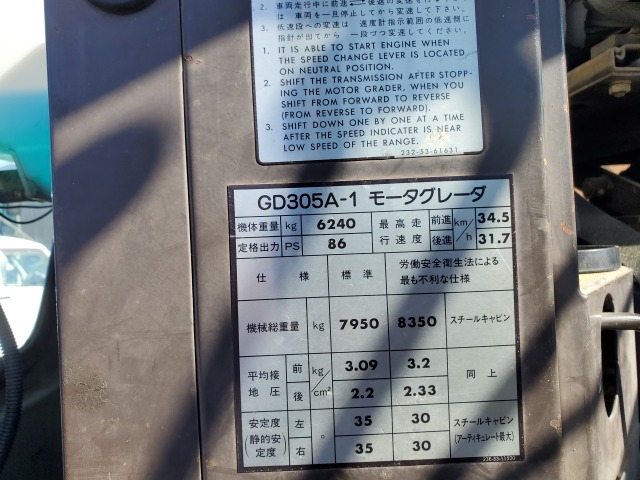 2. 車両走行中に前進⇄後退の変速を行な
は 車両を一旦停止してから変速して下さい。
3. 低速段への変速は 速度計指示範囲の低速側に
指針が出てから 一段づつ変速して下さい。
1. IT IS ABLE TO START ENGINE WHEN
THE SPEED CHANGE LEVER IS LOCATED
ON NEUTRAL POSITION.
2. SHIFT THE TRANSMISSION AFTER STOPP-
ING THE MOTOR GRADER, WHEN YOU
SHIFT FROM FORWARD TO REVERSE
(FROM REVERSE TO FORWARD).
3. SHIFT DOWN ONE BY ONE AT A TIME
AFTER THE SPEED INDICATER IS NEAR
LOW SPEED OF THE RANGE.
232-53-61631
GD305A-1 モータグレーダ
機体重量 kg 6240 最高走 前進 km/h 34.5
定格出力 PS 86 行速度 後進 31.7
仕様 標準 労働安全衛生法による
最も不利な仕様
機械総重量 kg 7950 8350 スチールキャビン
平均接地圧 前 kg/cm² 3.09 3.2 同上
後 2.2 2.33
安定度(静的安定度) 左 ° 35 30 スチールキャビン
右 35 30 (アーティキュレート最大)